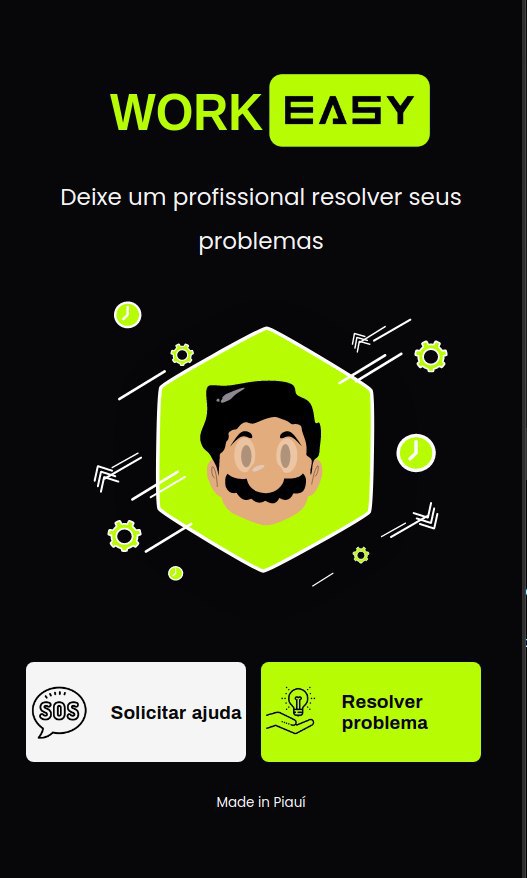 WORK EASY
Deixe um profissional resolver seus
problemas
SOS
Solicitar ajuda
Resolver
problema
Made in Piauí